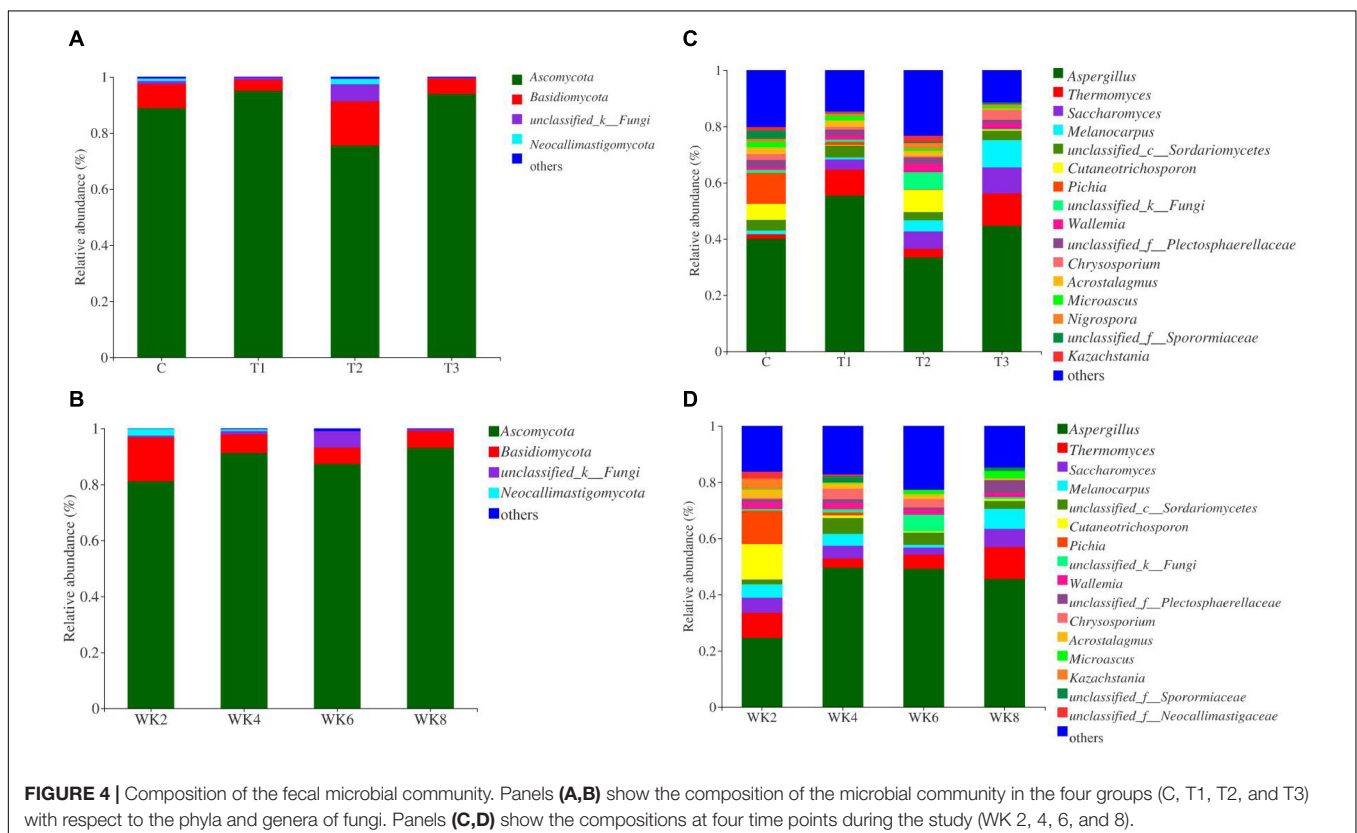 A
Relative abundance (%)
1
0.8
0.6
0.4
0.2
0
C T1 T2 T3
Ascomycota
Basidiomycota
unclassified_k__Fungi
Neocallimastigomycota
others
C
Relative abundance (%)
1
0.8
0.6
0.4
0.2
0
C T1 T2 T3
Aspergillus
Thermomyces
Saccharomyces
Melanocarpus
unclassified_c__Sordariomycetes
Cutaneotrichosporon
Pichia
unclassified_k__Fungi
Wallemia
unclassified_f__Plectosphaerellaceae
Chrysosporium
Acrostalagmus
Microascus
Nigrospora
unclassified_f__Sporormiaceae
Kazachstania
others
B
Relative abundance (%)
1
0.8
0.6
0.4
0.2
0
WK2 WK4 WK6 WK8
Ascomycota
Basidiomycota
unclassified_k__Fungi
Neocallimastigomycota
others
D
Relative abundance (%)
1
0.8
0.6
0.4
0.2
0
WK2 WK4 WK6 WK8
Aspergillus
Thermomyces
Saccharomyces
Melanocarpus
unclassified_c__Sordariomycetes
Cutaneotrichosporon
Pichia
unclassified_k__Fungi
Wallemia
unclassified_f__Plectosphaerellaceae
Chrysosporium
Acrostalagmus
Microascus
Kazachstania
unclassified_f__Sporormiaceae
unclassified_f__Neocallimastigaceae
others
FIGURE 4 | Composition of the fecal microbial community. Panels (A,B) show the composition of the microbial community in the four groups (C, T1, T2, and T3)
with respect to the phyla and genera of fungi. Panels (C,D) show the compositions at four time points during the study (WK 2, 4, 6, and 8).